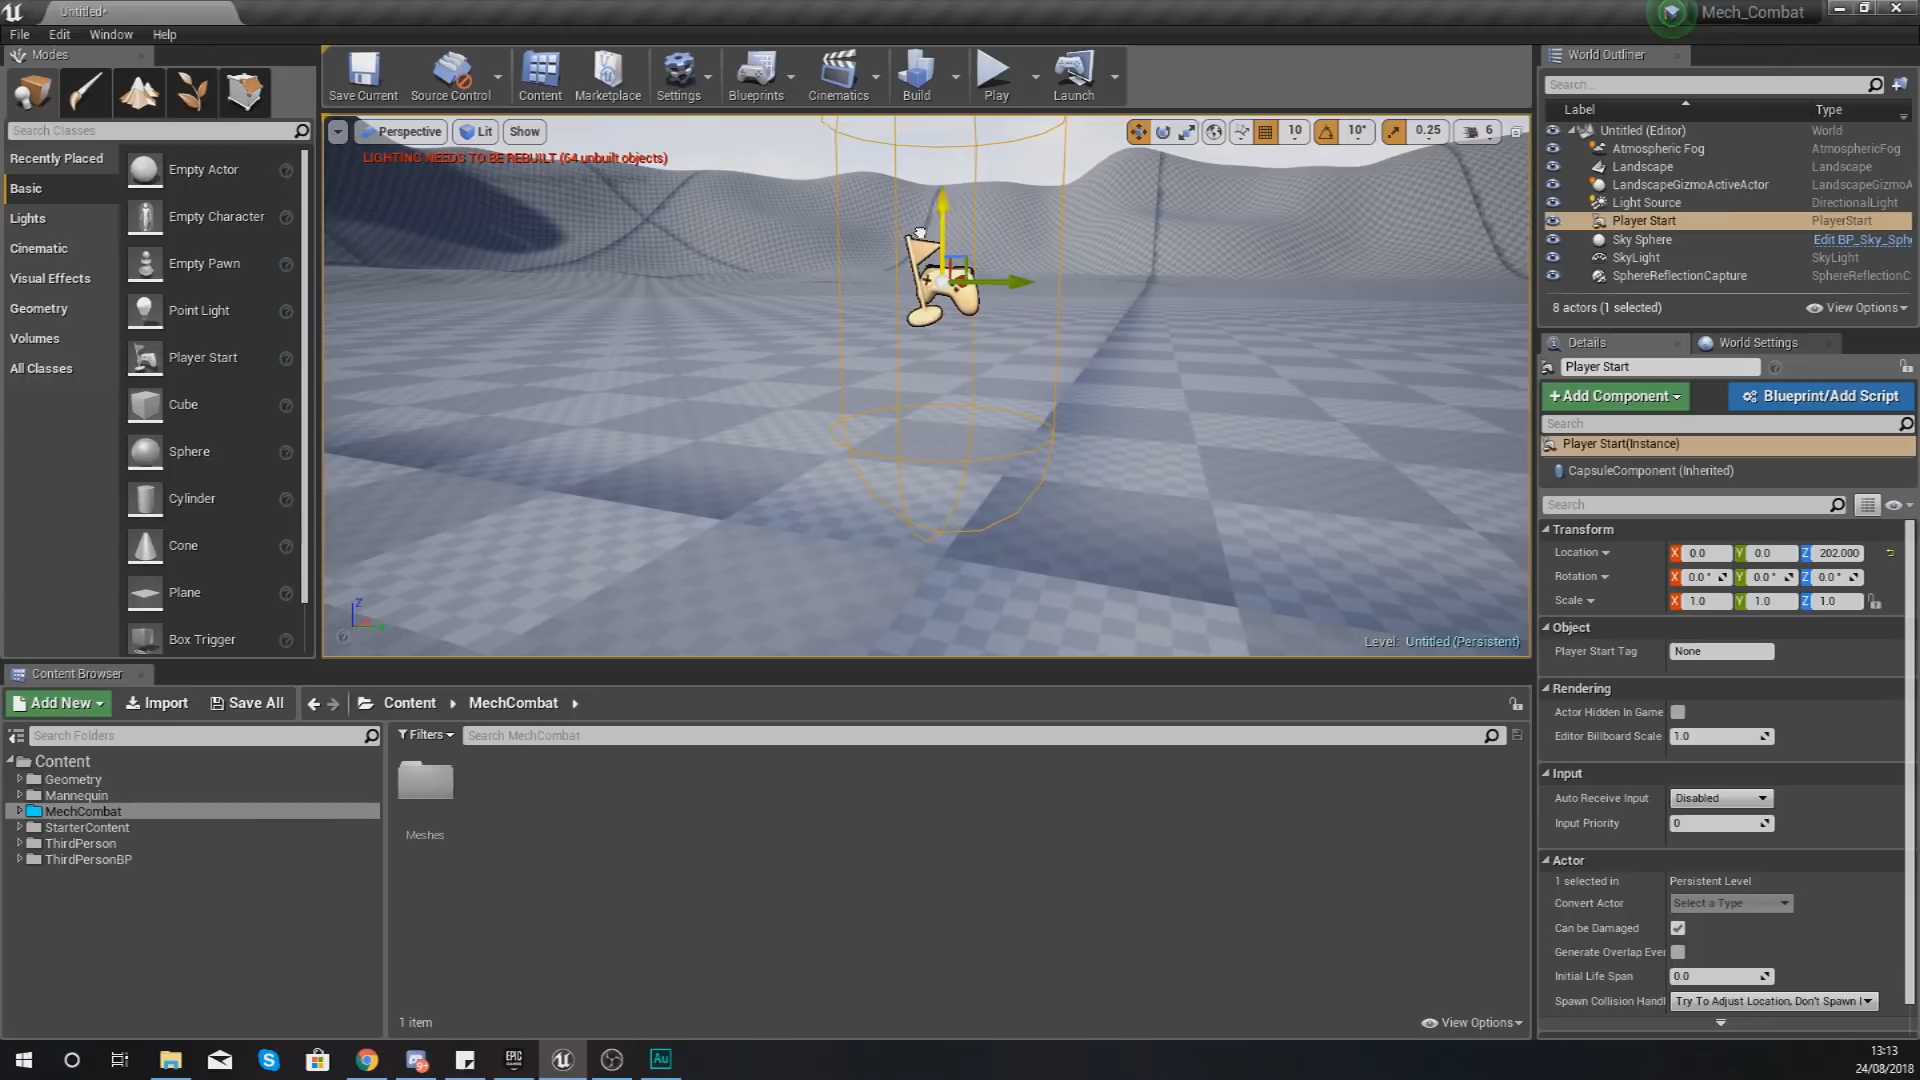 Untitled*
Mech_Combat
File Edit Window Help
Modes
Save Current
Source Control
Content
Marketplace
Settings
Blueprints
Cinematics
Build
Play
Launch
Search Classes
Recently Placed
Basic
Lights
Cinematic
Visual Effects
Geometry
Volumes
All Classes
Empty Actor
Empty Character
Empty Pawn
Point Light
Player Start
Cube
Sphere
Cylinder
Cone
Plane
Box Trigger
Perspective Lit Show
10 10° 0.25 6
LIGHTING NEEDS TO BE REBUILT (64 unbuilt objects)
Z
Level: Untitled (Persistent)
World Outliner
Search...
Label Type
Untitled (Editor) World
Atmospheric Fog AtmosphericFog
Landscape Landscape
LandscapeGizmoActiveActor LandscapeGizmoA
Light Source DirectionalLight
Player Start PlayerStart
Sky Sphere Edit BP_Sky_Sph
SkyLight SkyLight
SphereReflectionCapture SphereReflectionC
8 actors (1 selected) View Options
Details World Settings
Player Start
+Add Component Blueprint/Add Script
Search
Player Start(Instance)
CapsuleComponent (Inherited)
Search
Transform
Location X 0.0 Y 0.0 Z 202.000
Rotation X 0.0° Y 0.0° Z 0.0°
Scale X 1.0 Y 1.0 Z 1.0
Object
Player Start Tag None
Rendering
Actor Hidden In Game
Editor Billboard Scale 1.0
Input
Auto Receive Input Disabled
Input Priority 0
Actor
1 selected in Persistent Level
Convert Actor Select a Type
Can be Damaged
Generate Overlap Ever
Initial Life Span 0.0
Spawn Collision Handl Try To Adjust Location, Don't Spawn I
Content Browser
Add New Import Save All Content MechCombat
Search Folders
Filters Search MechCombat
Content
Geometry
Mannequin
MechCombat
StarterContent
ThirdPerson
ThirdPersonBP
Meshes
1 item View Options
EPIC
Au
13:13
24/08/2018